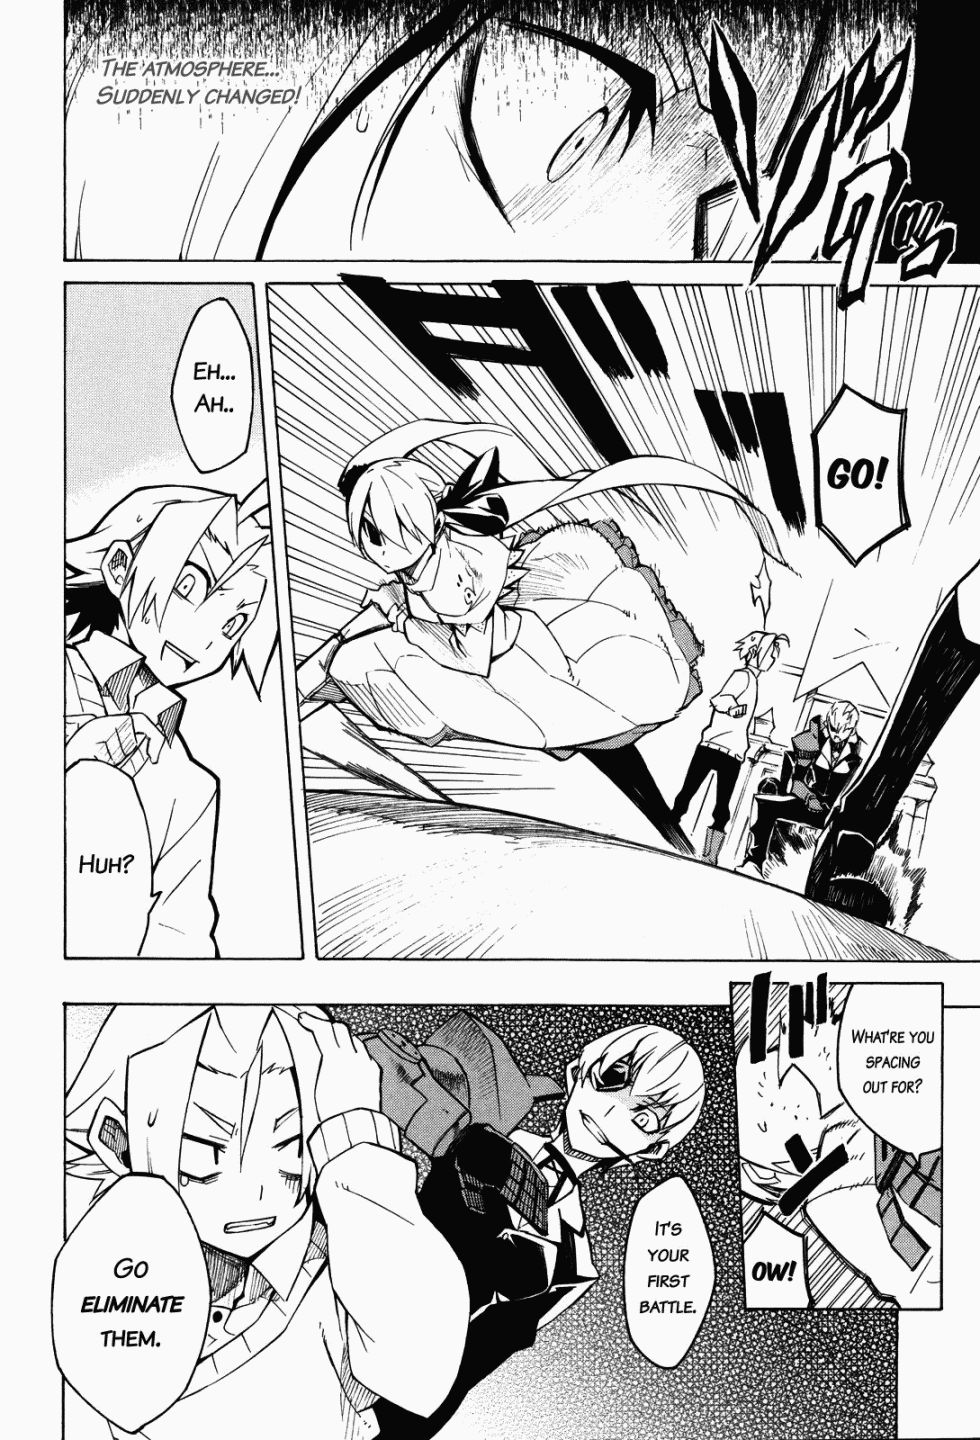 THE ATMOSPHERE...
SUDDENLY CHANGED!
GO!
EH...
AH..
HUH?
WHAT'RE YOU
SPACING
OUT FOR?
OW!
IT'S
YOUR
FIRST
BATTLE.
GO
ELIMINATE
THEM.